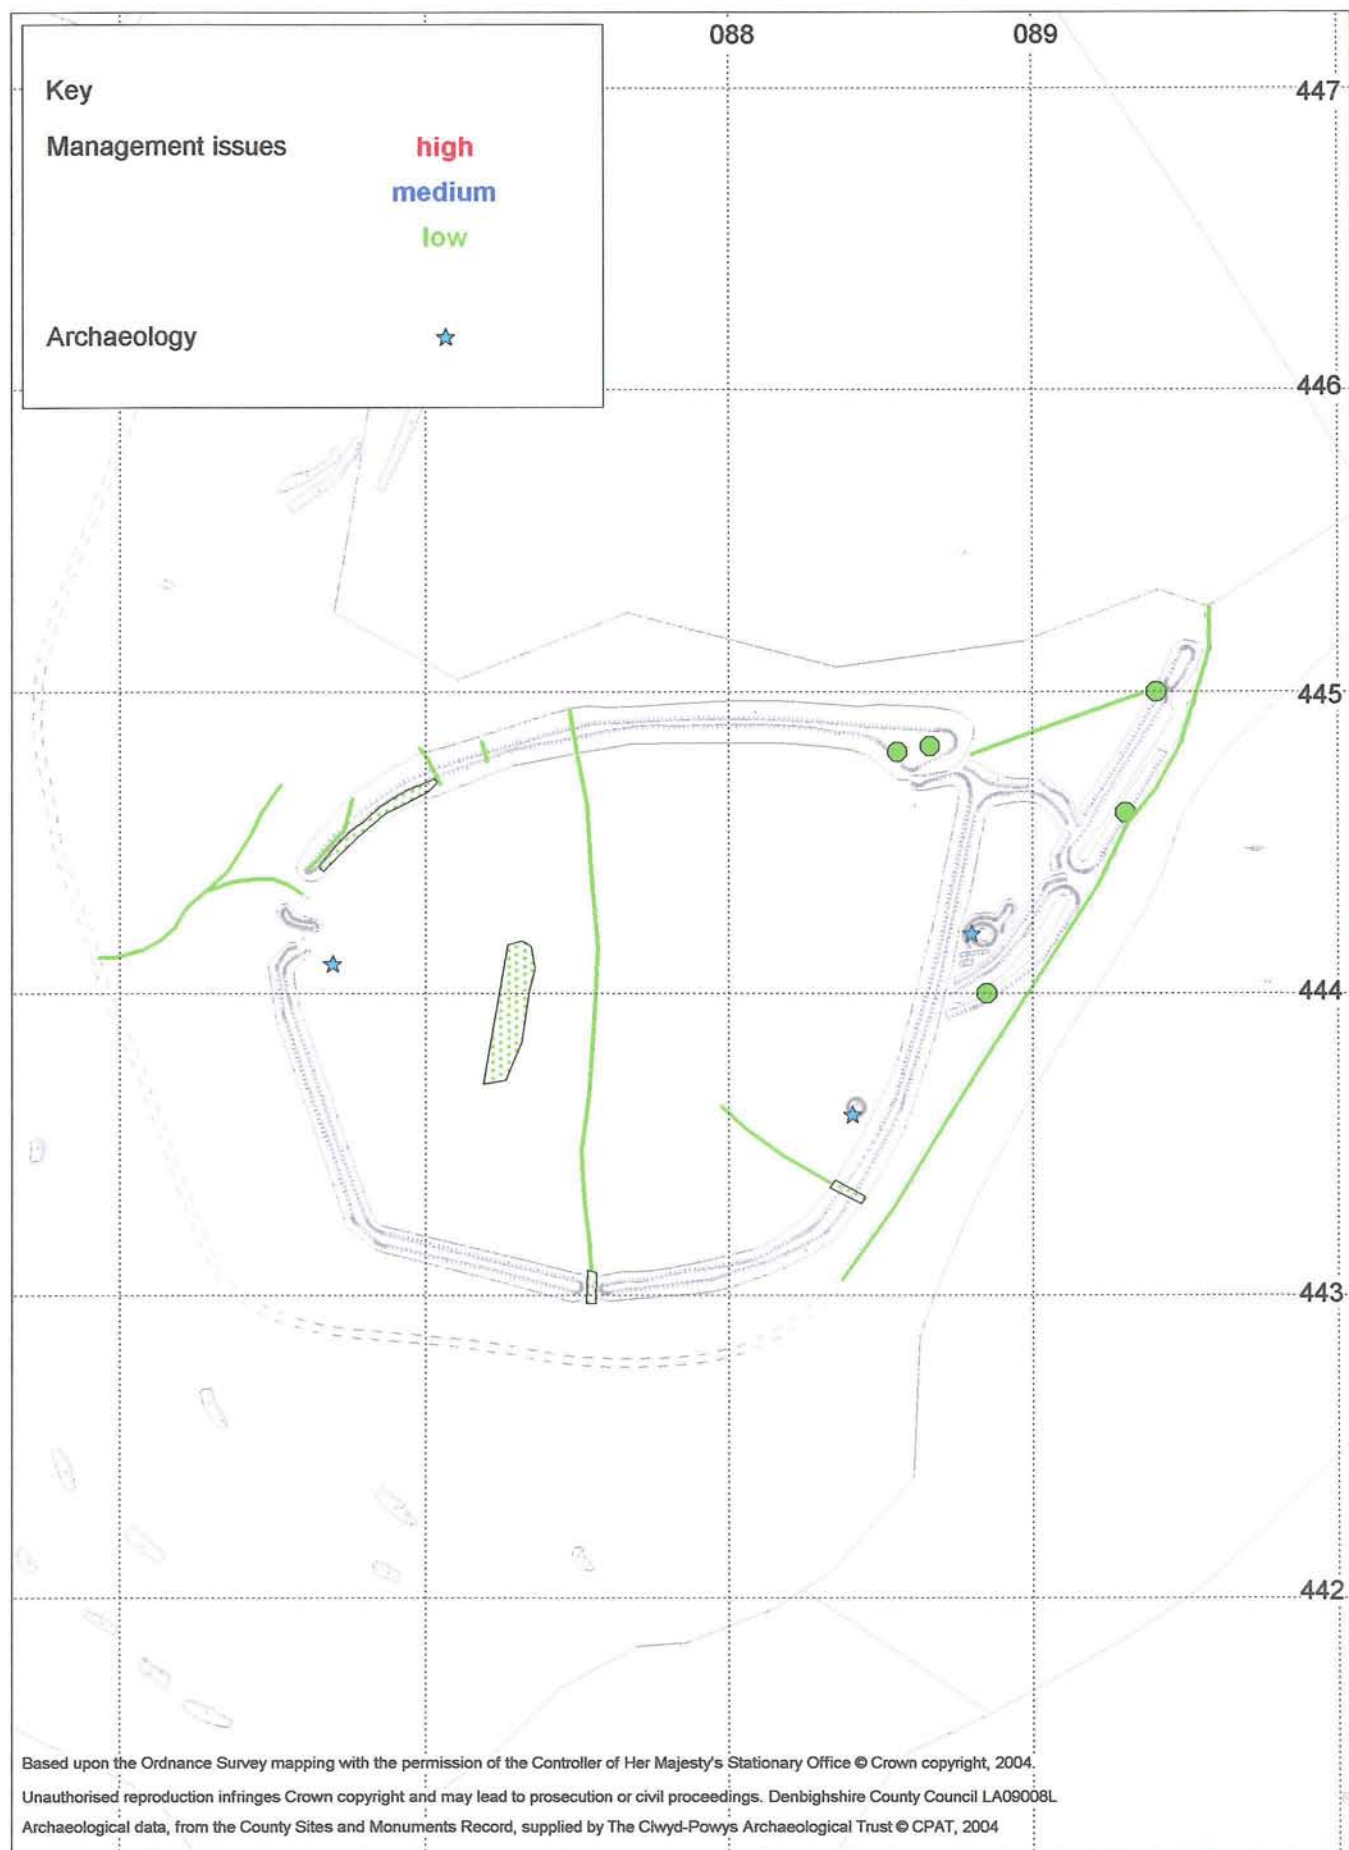 088
089
Key
447
Management issues high
medium
low
Archaeology
446
445
444
443
442
Based upon the Ordnance Survey mapping with the permission of the Controller of Her Majesty's Stationary Office © Crown copyright, 2004.
Unauthorised reproduction infringes Crown copyright and may lead to prosecution or civil proceedings. Denbighshire County Council LA09008L
Archaeological data, from the County Sites and Monuments Record, supplied by The Clwyd-Powys Archaeological Trust © CPAT, 2004